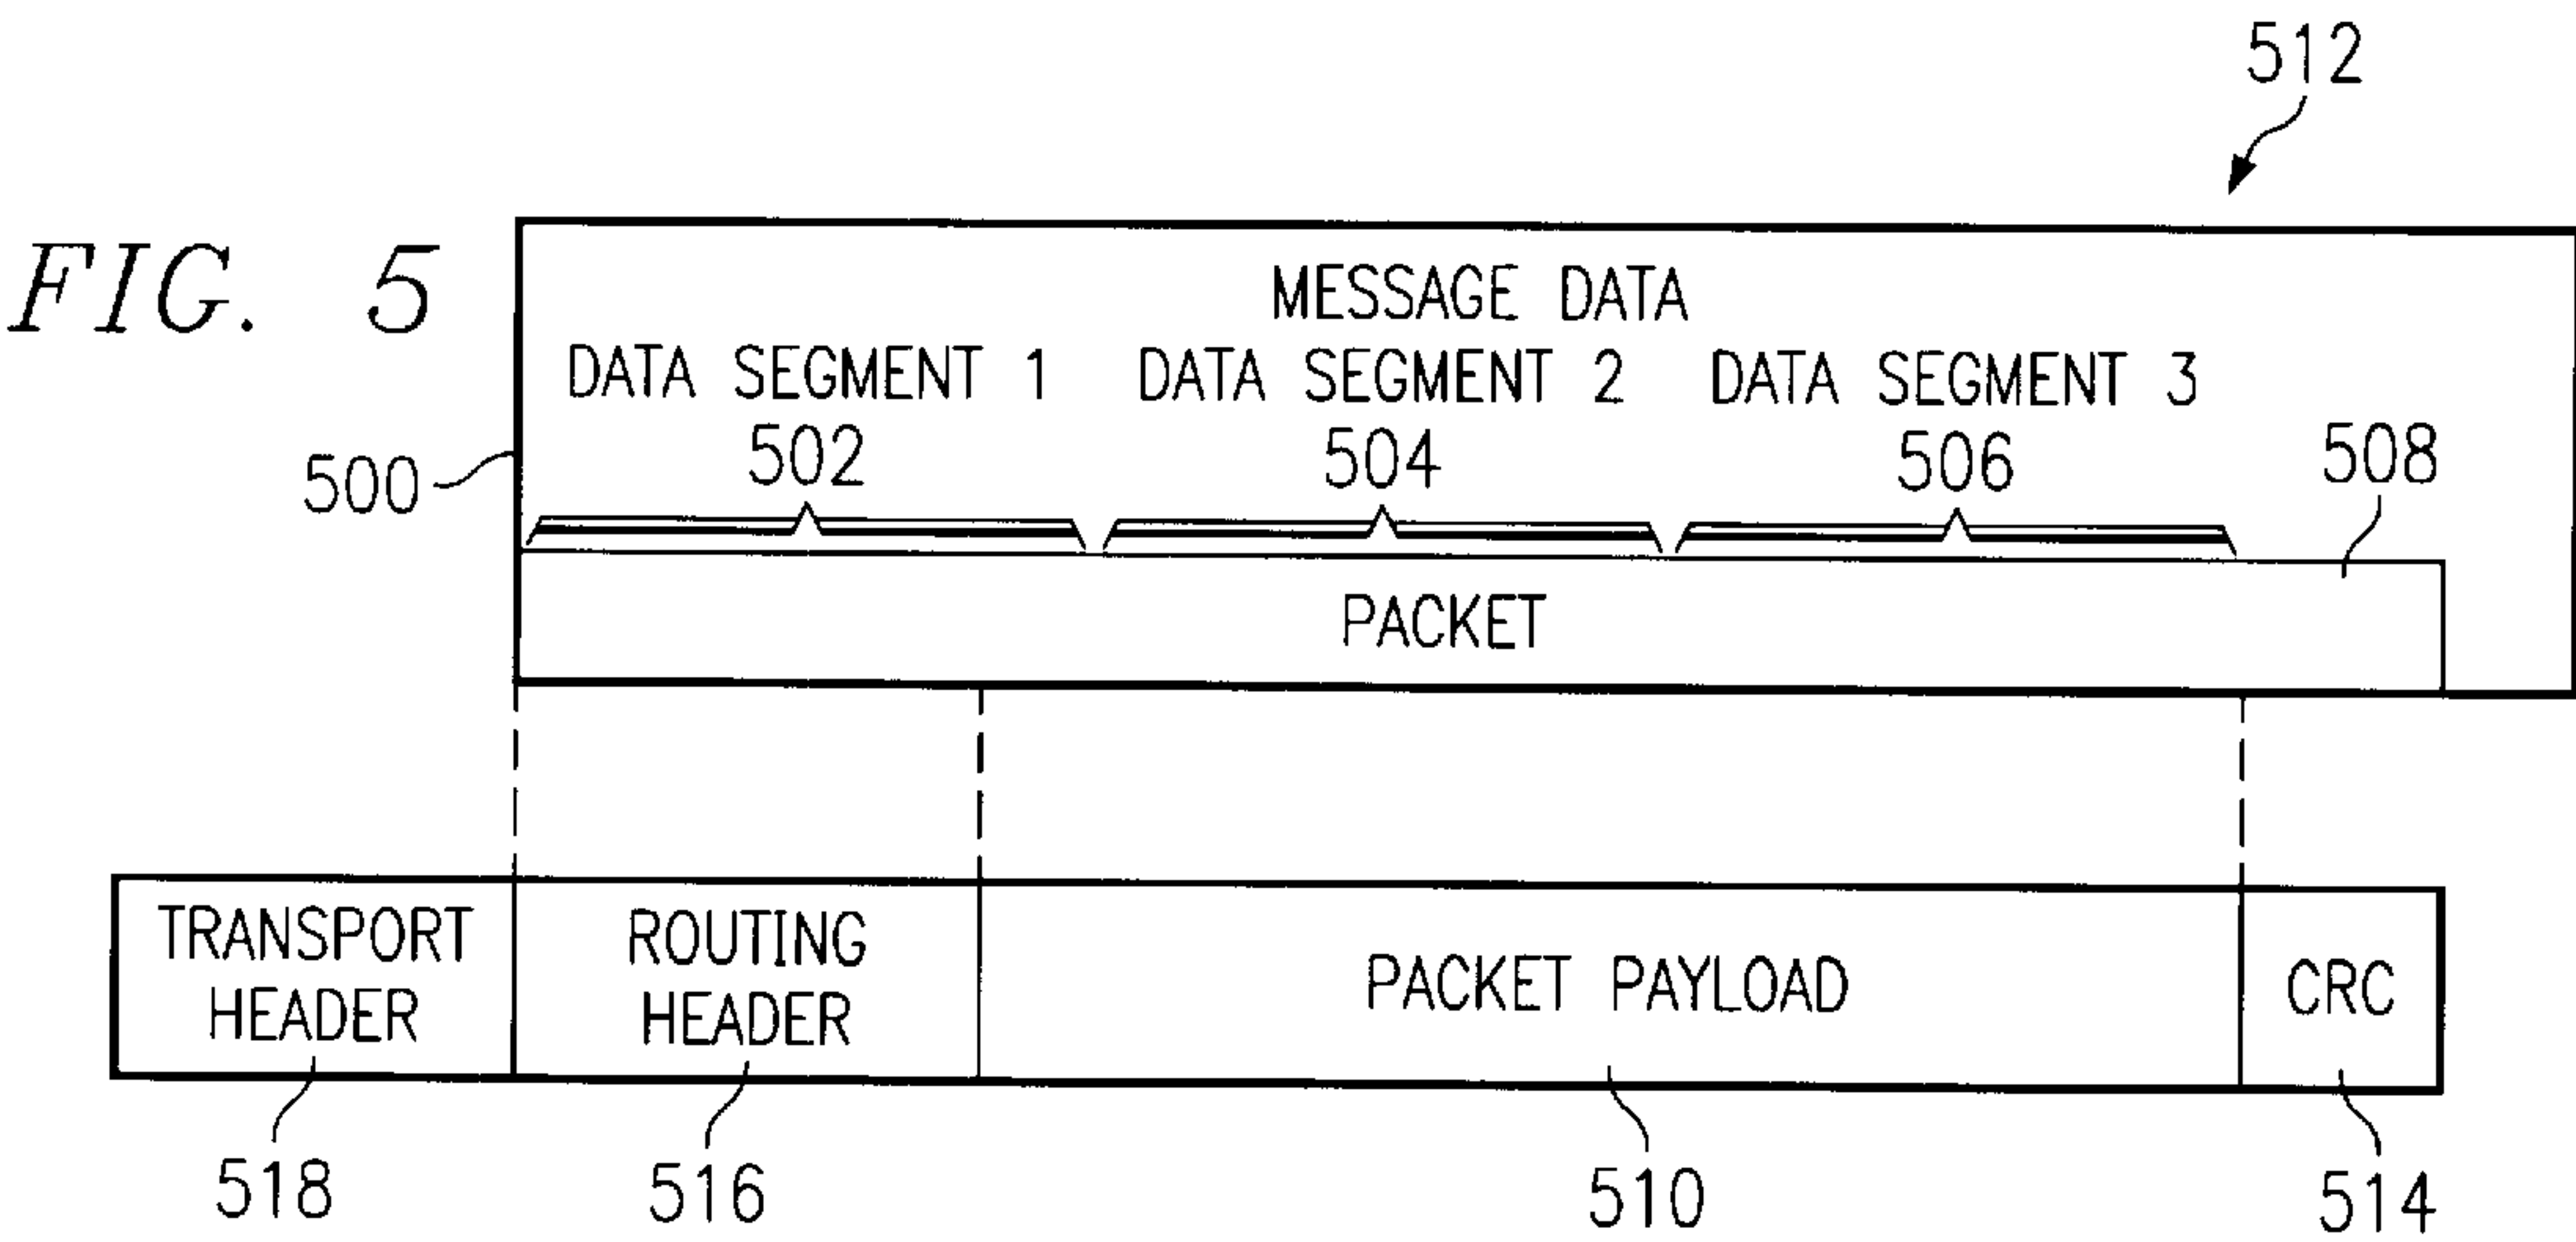 512
FIG. 5
MESSAGE DATA
DATA SEGMENT 1 DATA SEGMENT 2 DATA SEGMENT 3
502 504 506 508
500
PACKET
TRANSPORT HEADER
ROUTING HEADER
PACKET PAYLOAD
CRC
518 516 510 514